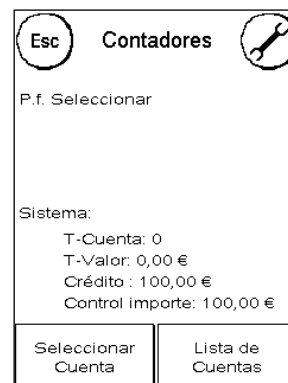 Esc Contadores
P.f. Seleccionar
Sistema:
T-Cuenta: 0
T-Valor: 0,00 €
Crédito : 100,00 €
Control importe: 100,00 €
Seleccionar
Cuenta
Lista de
Cuentas